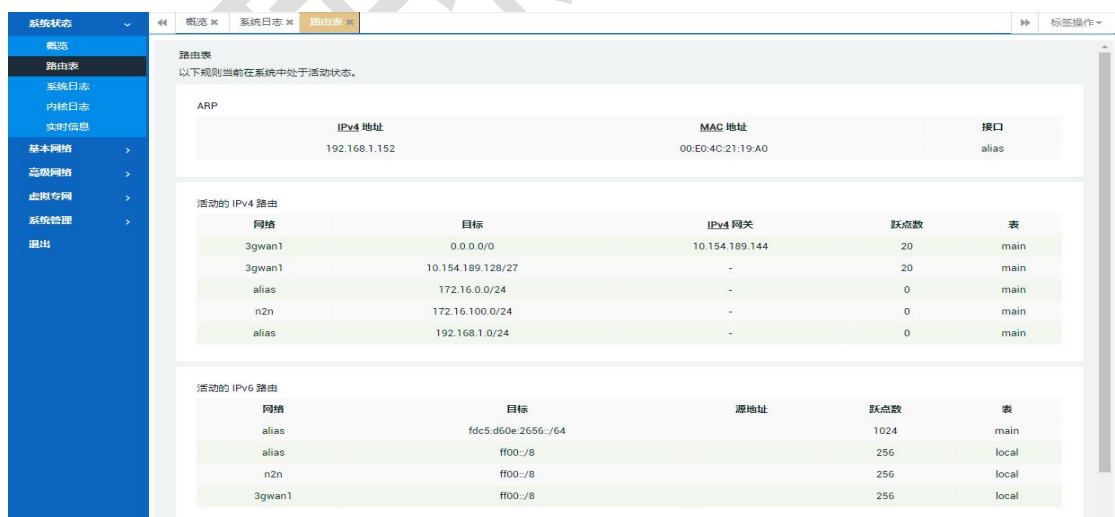 系统状态
概览
路由表
系统日志
内核日志
实时信息
基本网络
高级网络
虚拟专网
系统管理
退出
概览 系统日志 路由表 标签操作
路由表
以下规则当前在系统中处于活动状态。
ARP
IPv4 地址 MAC 地址 接口
192.168.1.152 00:E0:4C:21:19:A0 alias
活动的 IPv4 路由
网络 目标 IPv4 网关 跃点数 表
3gwan1 0.0.0.0/0 10.154.189.144 20 main
3gwan1 10.154.189.128/27 - 20 main
alias 172.16.0.0/24 - 0 main
n2n 172.16.100.0/24 - 0 main
alias 192.168.1.0/24 - 0 main
活动的 IPv6 路由
网络 目标 源地址 跃点数 表
alias fdc5:d60e:2656::/64 1024 main
alias ff00::/8 256 local
n2n ff00::/8 256 local
3gwan1 ff00::/8 256 local